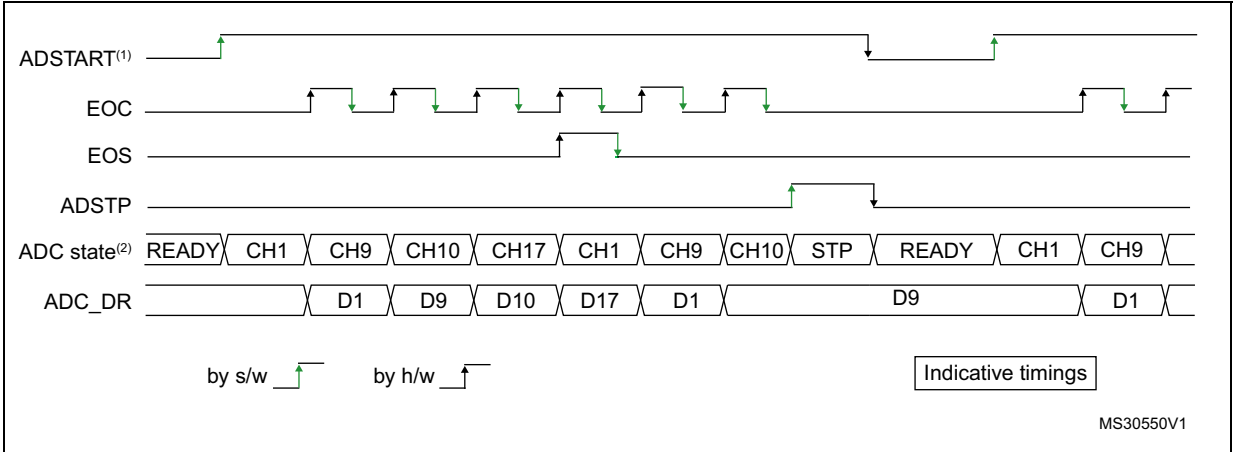 ADSTART(1)
EOC
EOS
ADSTP
ADC state(2) READY CH1 CH9 CH10 CH17 CH1 CH9 CH10 STP READY CH1 CH9
ADC_DR D1 D9 D10 D17 D1 D9 D1
by s/w by h/w Indicative timings
MS30550V1